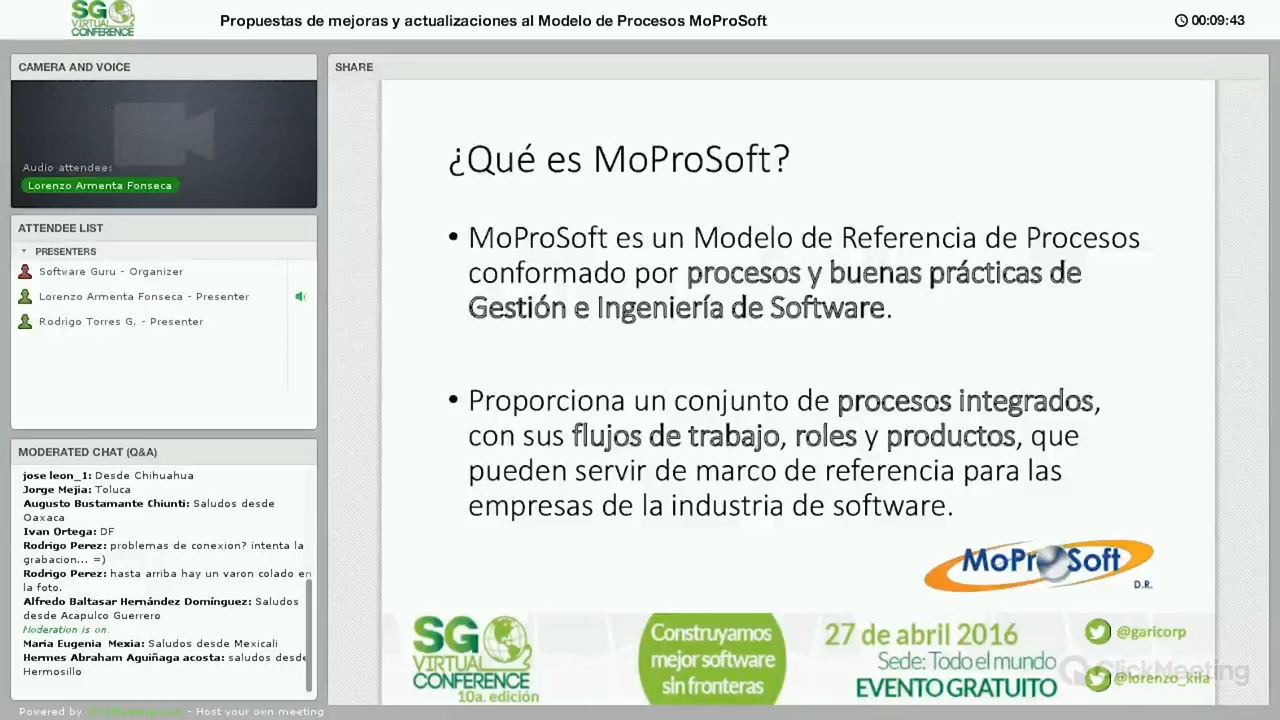 SG
VIRTUAL
CONFERENCE
Propuestas de mejoras y actualizaciones al Modelo de Procesos MoProSoft
00:09:43
CAMERA AND VOICE
Audio attendee:
Lorenzo Armenta Fonseca
ATTENDEE LIST
PRESENTERS
Software Guru - Organizer
Lorenzo Armenta Fonseca - Presenter
Rodrigo Torres G. - Presenter
MODERATED CHAT (Q&A)
jose leon_1: Desde Chihuahua
Jorge Mejia: Toluca
Augusto Bustamante Chiunti: Saludos desde
Oaxaca
Ivan Ortega: DF
Rodrigo Perez: problemas de conexion? intenta la
grabacion... =)
Rodrigo Perez: hasta arriba hay un varon colado en
la foto.
Alfredo Baltasar Hernández Domínguez: Saludos
desde Acapulco Guerrero
Moderation is on.
Maria Eugenia Mexia: Saludos desde Mexicali
Hermes Abraham Aguiñaga acosta: saludos desde
Hermosillo
Powered by ClickMeeting.com - Host your own meeting
SHARE
¿Qué es MoProSoft?
• MoProSoft es un Modelo de Referencia de Procesos
conformado por procesos y buenas prácticas de
Gestión e Ingeniería de Software.
• Proporciona un conjunto de procesos integrados,
con sus flujos de trabajo, roles y productos, que
pueden servir de marco de referencia para las
empresas de la industria de software.
MoProSoft
D.R.
SG
VIRTUAL
CONFERENCE
10a. edición
Construyamos
mejor software
sin fronteras
27 de abril 2016
Sede: Todo el mundo
EVENTO GRATUITO
@garicorp
@lorenzo_kila
ClickMeeting